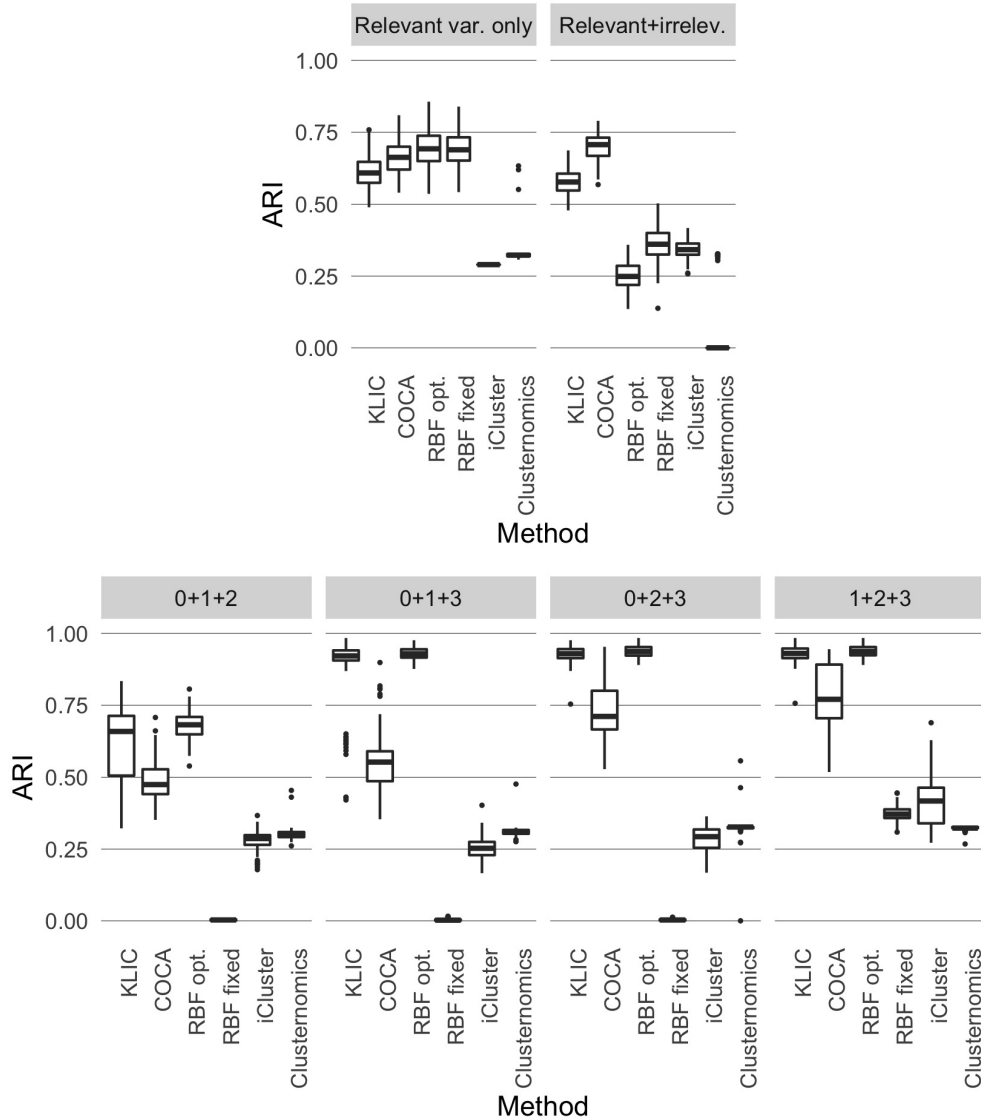 Relevant var. only Relevant+irrelev.
1.00
0.75
0.50
0.25
0.00
ARI
KLIC
COCA
RBF opt.
RBF fixed
iCluster
Clusternomics
KLIC
COCA
RBF opt.
RBF fixed
iCluster
Clusternomics
Method
0+1+2 0+1+3 0+2+3 1+2+3
1.00
0.75
0.50
0.25
0.00
ARI
KLIC
COCA
RBF opt.
RBF fixed
iCluster
Clusternomics
KLIC
COCA
RBF opt.
RBF fixed
iCluster
Clusternomics
KLIC
COCA
RBF opt.
RBF fixed
iCluster
Clusternomics
KLIC
COCA
RBF opt.
RBF fixed
iCluster
Clusternomics
Method